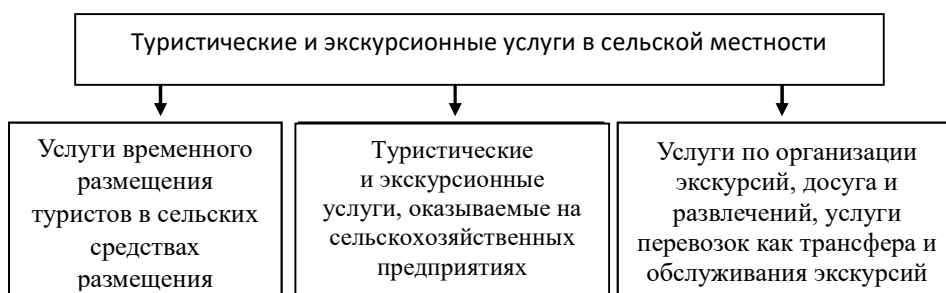 Туристические и экскурсионные услуги в сельской местности
Услуги временного
размещения
туристов в сельских
средствах
размещения
Туристические
и экскурсионные
услуги, оказываемые на
сельскохозяйственных
предприятиях
Услуги по организации
экскурсий, досуга и
развлечений, услуги
перевозок как трансфера и
обслуживания экскурсий